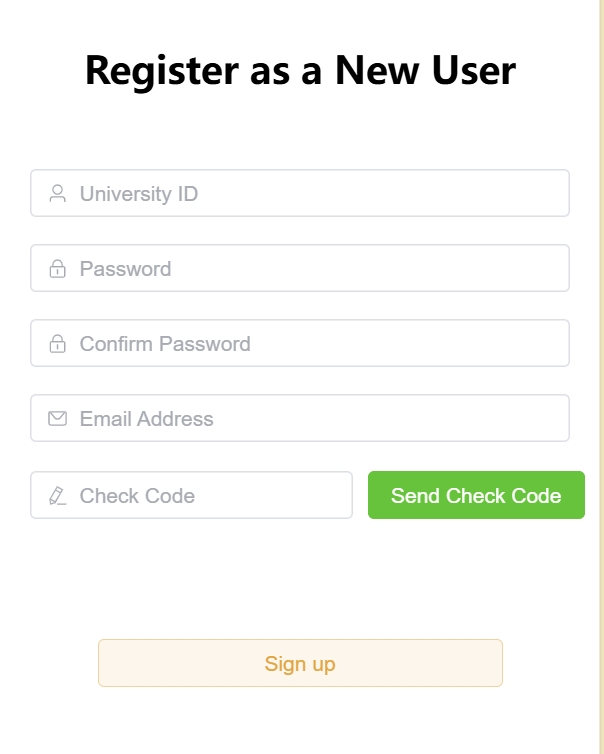 Register as a New User
University ID
Password
Confirm Password
Email Address
Check Code Send Check Code
Sign up